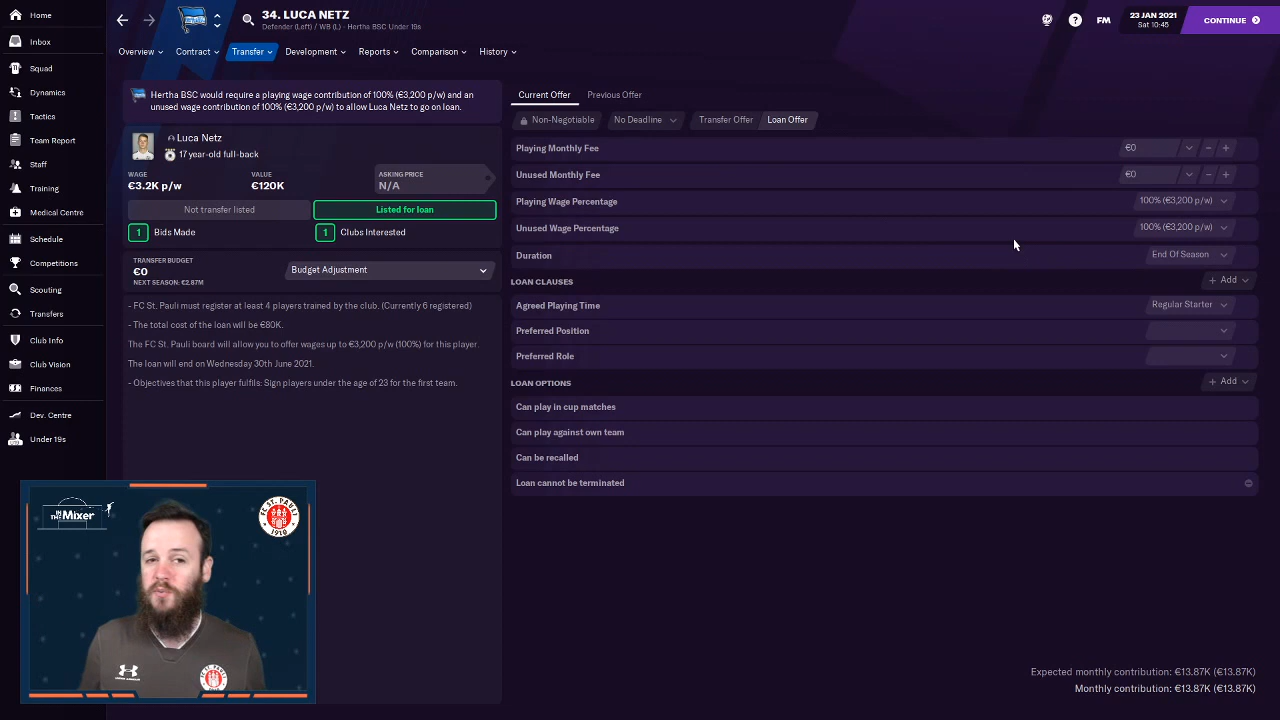 34. LUCA NETZ
Defender (Left) / WB (L) - Hertha BSC Under 19s
FM
23 JAN 2021
Sat 10:45
CONTINUE
Home
Inbox
Squad
Dynamics
Tactics
Team Report
Staff
Training
Medical Centre
Schedule
Competitions
Scouting
Transfers
Club Info
Club Vision
Finances
Dev. Centre
Under 19s
Overview
Contract
Transfer
Development
Reports
Comparison
History
Hertha BSC would require a playing wage contribution of 100% (€3,200 p/w) and an
unused wage contribution of 100% (€3,200 p/w) to allow Luca Netz to go on loan.
Luca Netz
17 year-old full-back
WAGE
€3.2K p/w
VALUE
€120K
ASKING PRICE
N/A
Not transfer listed
Listed for loan
1 Bids Made
1 Clubs Interested
TRANSFER BUDGET
€0
NEXT SEASON: €2.87M
Budget Adjustment
- FC St. Pauli must register at least 4 players trained by the club. (Currently 6 registered)
- The total cost of the loan will be €80K.
The FC St. Pauli board will allow you to offer wages up to €3,200 p/w (100%) for this player.
The loan will end on Wednesday 30th June 2021.
- Objectives that this player fulfils: Sign players under the age of 23 for the first team.
Current Offer
Previous Offer
Non-Negotiable
No Deadline
Transfer Offer
Loan Offer
Playing Monthly Fee
€0
Unused Monthly Fee
€0
Playing Wage Percentage
100% (€3,200 p/w)
Unused Wage Percentage
100% (€3,200 p/w)
Duration
End Of Season
LOAN CLAUSES
Add
Agreed Playing Time
Regular Starter
Preferred Position
Preferred Role
LOAN OPTIONS
Add
Can play in cup matches
Can play against own team
Can be recalled
Loan cannot be terminated
Expected monthly contribution: €13.87K (€13.87K)
Monthly contribution: €13.87K (€13.87K)
IN THE Mixer
FC ST. PAULI
1910
UNDER ARMOUR